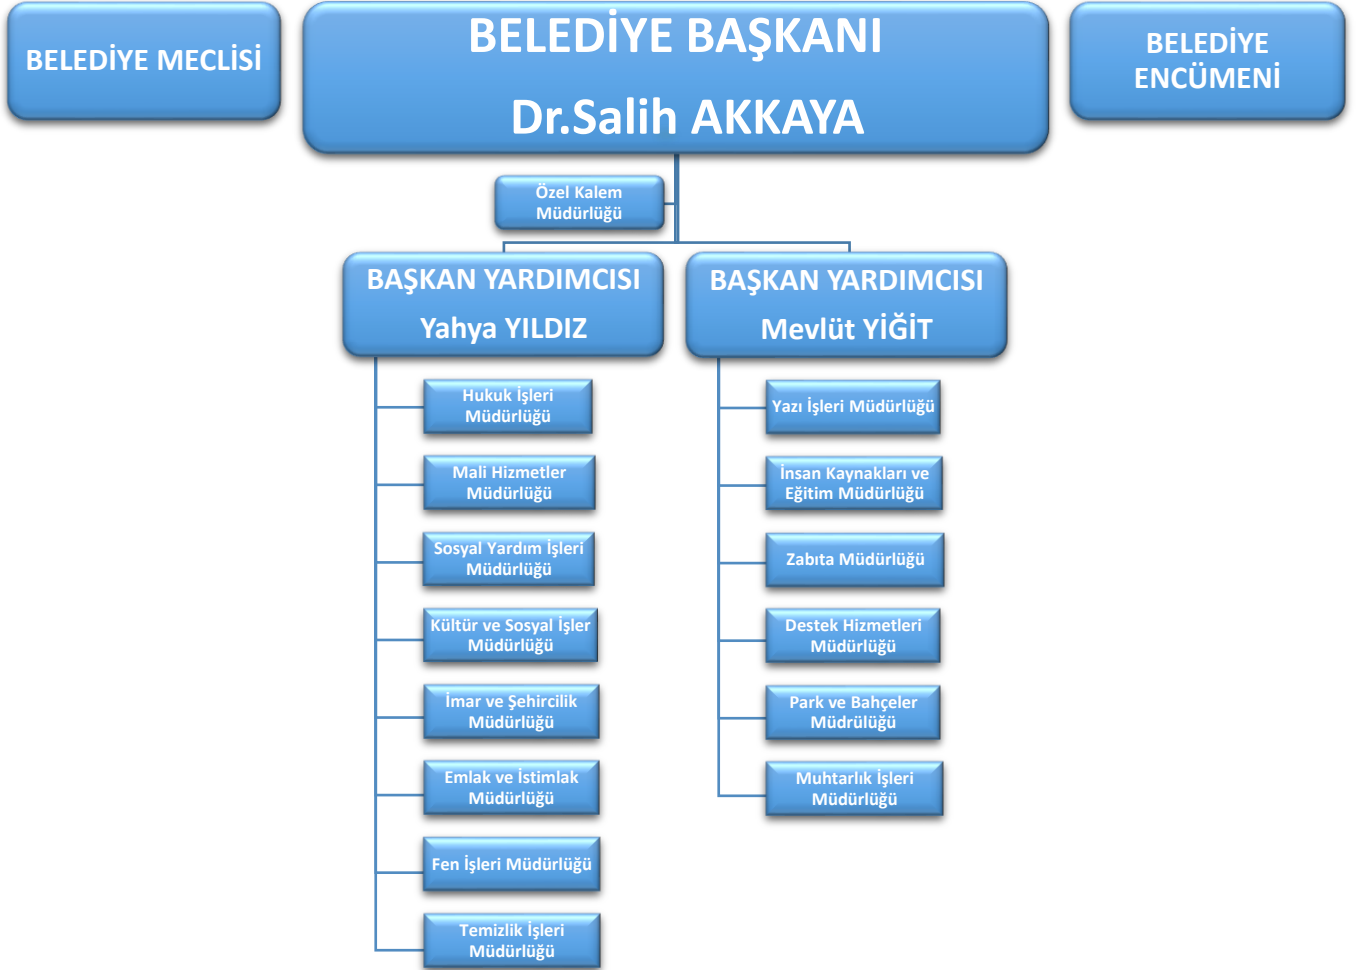 BELEDİYE MECLİSİ
BELEDİYE BAŞKANI
Dr.Salih AKKAYA
BELEDİYE
ENCÜMENİ
Özel Kalem
Müdürlüğü
BAŞKAN YARDIMCISI
Yahya YILDIZ
Hukuk İşleri
Müdürlüğü
Mali Hizmetler
Müdürlüğü
Sosyal Yardım İşleri
Müdürlüğü
Kültür ve Sosyal İşler
Müdürlüğü
İmar ve Şehircilik
Müdürlüğü
Emlak ve İstimlak
Müdürlüğü
Fen İşleri Müdürlüğü
Temizlik İşleri
Müdürlüğü
BAŞKAN YARDIMCISI
Mevlüt YİĞİT
Yazı İşleri Müdürlüğü
İnsan Kaynakları ve
Eğitim Müdürlüğü
Zabıta Müdürlüğü
Destek Hizmetleri
Müdürlüğü
Park ve Bahçeler
Müdrülüğü
Muhtarlık İşleri
Müdürlüğü